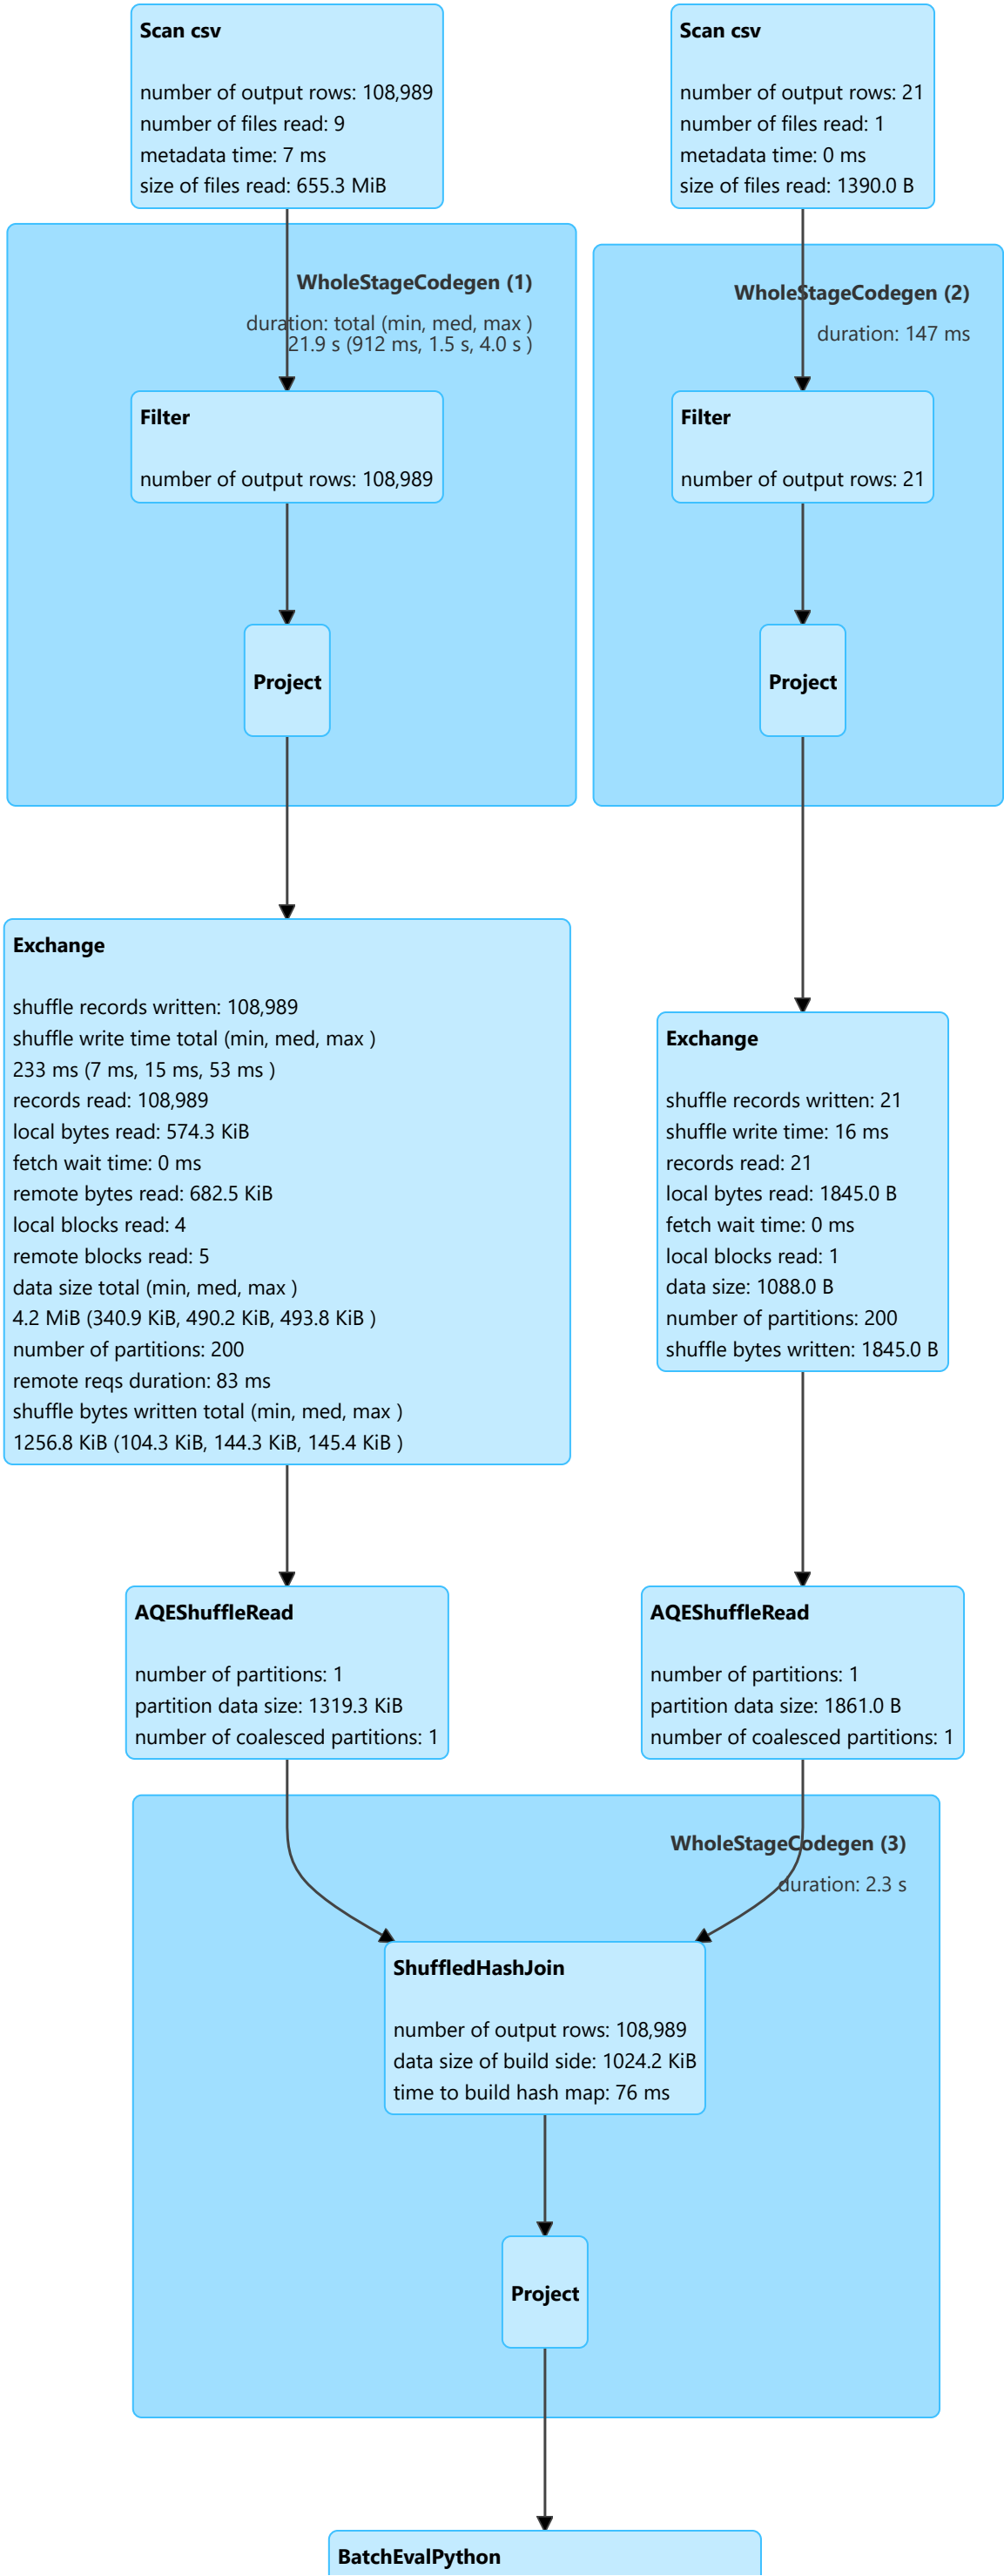 Scan csv
number of output rows: 108,989
number of files read: 9
metadata time: 7 ms
size of files read: 655.3 MiB
Scan csv
number of output rows: 21
number of files read: 1
metadata time: 0 ms
size of files read: 1390.0 B
WholeStageCodegen (1)
duration: total (min, med, max )
21.9 s (912 ms, 1.5 s, 4.0 s )
WholeStageCodegen (2)
duration: 147 ms
Filter
number of output rows: 108,989
Filter
number of output rows: 21
Project
Project
Exchange
shuffle records written: 108,989
shuffle write time total (min, med, max )
233 ms (7 ms, 15 ms, 53 ms )
records read: 108,989
local bytes read: 574.3 KiB
fetch wait time: 0 ms
remote bytes read: 682.5 KiB
local blocks read: 4
remote blocks read: 5
data size total (min, med, max )
4.2 MiB (340.9 KiB, 490.2 KiB, 493.8 KiB )
number of partitions: 200
remote reqs duration: 83 ms
shuffle bytes written total (min, med, max )
1256.8 KiB (104.3 KiB, 144.3 KiB, 145.4 KiB )
Exchange
shuffle records written: 21
shuffle write time: 16 ms
records read: 21
local bytes read: 1845.0 B
fetch wait time: 0 ms
local blocks read: 1
data size: 1088.0 B
number of partitions: 200
shuffle bytes written: 1845.0 B
AQEShuffleRead
number of partitions: 1
partition data size: 1319.3 KiB
number of coalesced partitions: 1
AQEShuffleRead
number of partitions: 1
partition data size: 1861.0 B
number of coalesced partitions: 1
WholeStageCodegen (3)
duration: 2.3 s
ShuffledHashJoin
number of output rows: 108,989
data size of build side: 1024.2 KiB
time to build hash map: 76 ms
Project
BatchEvalPython